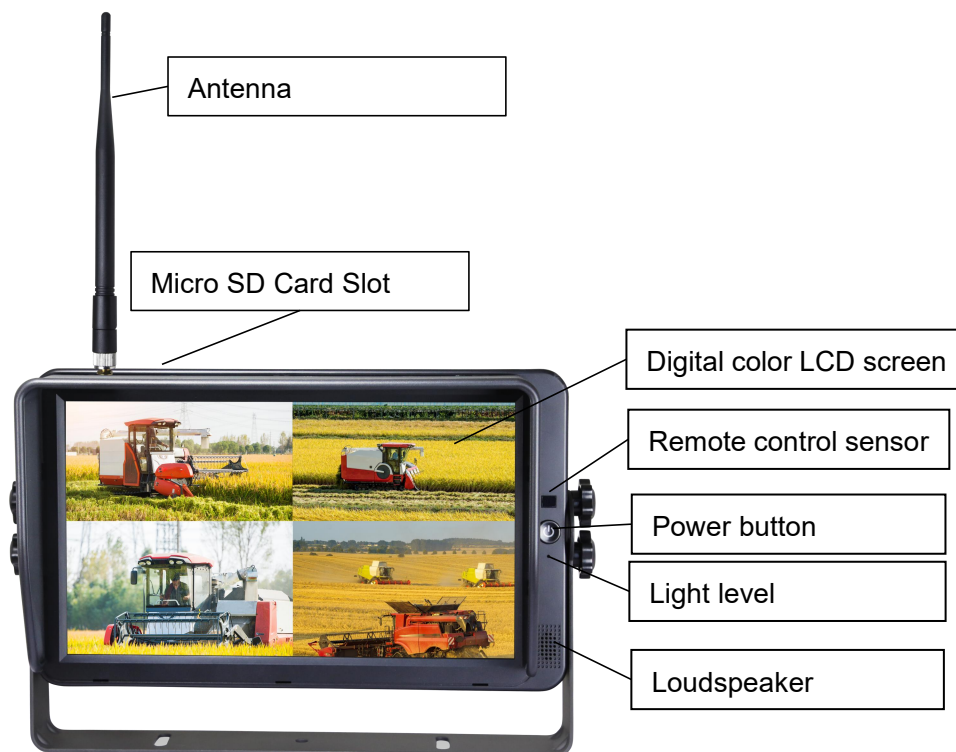 Antenna
Micro SD Card Slot
Digital color LCD screen
Remote control sensor
Power button
Light level
Loudspeaker